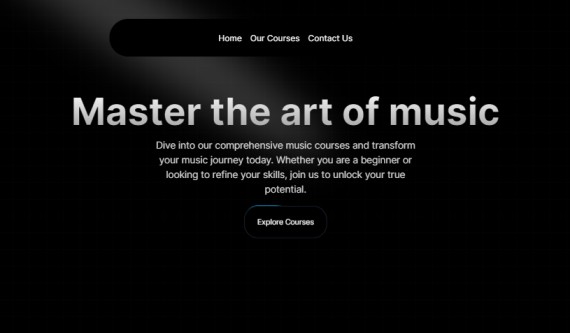 Home Our Courses Contact Us
Master the art of music
Dive into our comprehensive music courses and transform
your music journey today. Whether you are a beginner or
looking to refine your skills, join us to unlock your true
potential.
Explore Courses